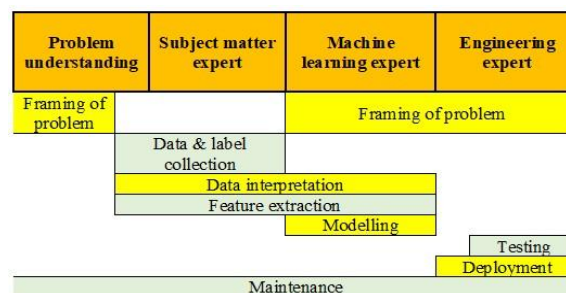 Problem
understanding
Subject matter
expert
Machine
learning expert
Engineering
expert
Framing of
problem
Framing of problem
Data & label
collection
Data interpretation
Feature extraction
Modelling
Testing
Deployment
Maintenance